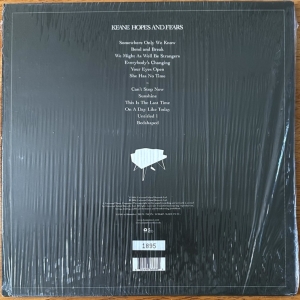 KEANE HOPES AND FEARS
Somewhere Only We Know
Bend and Break
We Might As Well Be Strangers
Everybody's Changing
Your Eyes Open
She Has No Time
Can't Stop Now
Sunshine
This Is The Last Time
On A Day Like Today
Untitled 1
Bedshaped
1895